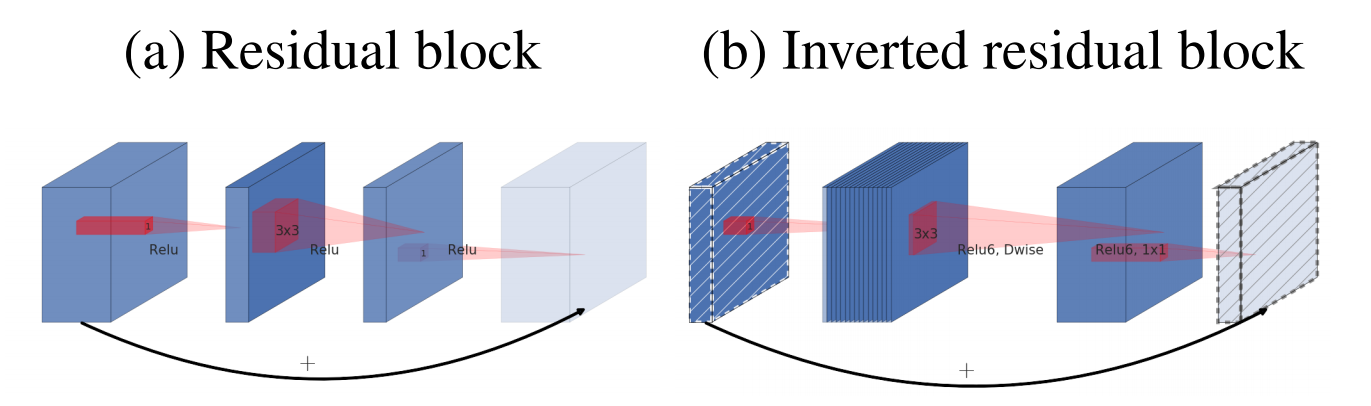 (a) Residual block
(b) Inverted residual block
1
Relu
3x3
Relu
1
Relu
+
1
3x3
Relu6, Dwise
Relu6, 1x1
+